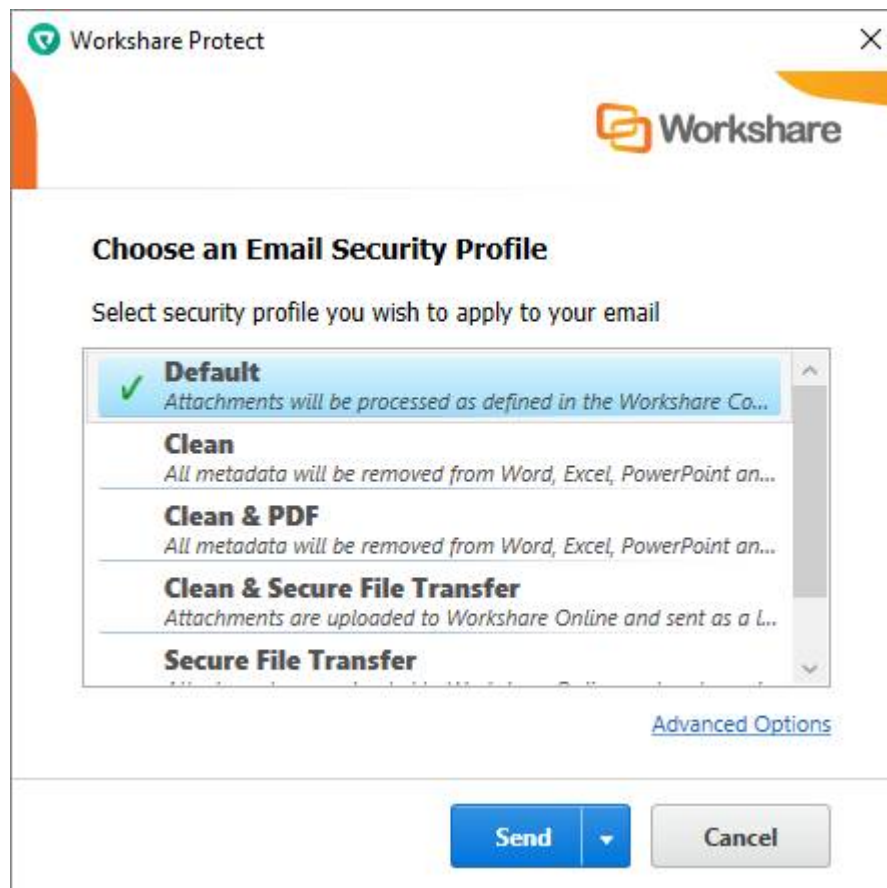 Workshare Protect
Workshare
Choose an Email Security Profile
Select security profile you wish to apply to your email
Default
Attachments will be processed as defined in the Workshare Co...
Clean
All metadata will be removed from Word, Excel, PowerPoint an...
Clean & PDF
All metadata will be removed from Word, Excel, PowerPoint an...
Clean & Secure File Transfer
Attachments are uploaded to Workshare Online and sent as a l...
Secure File Transfer
Advanced Options
Send
Cancel